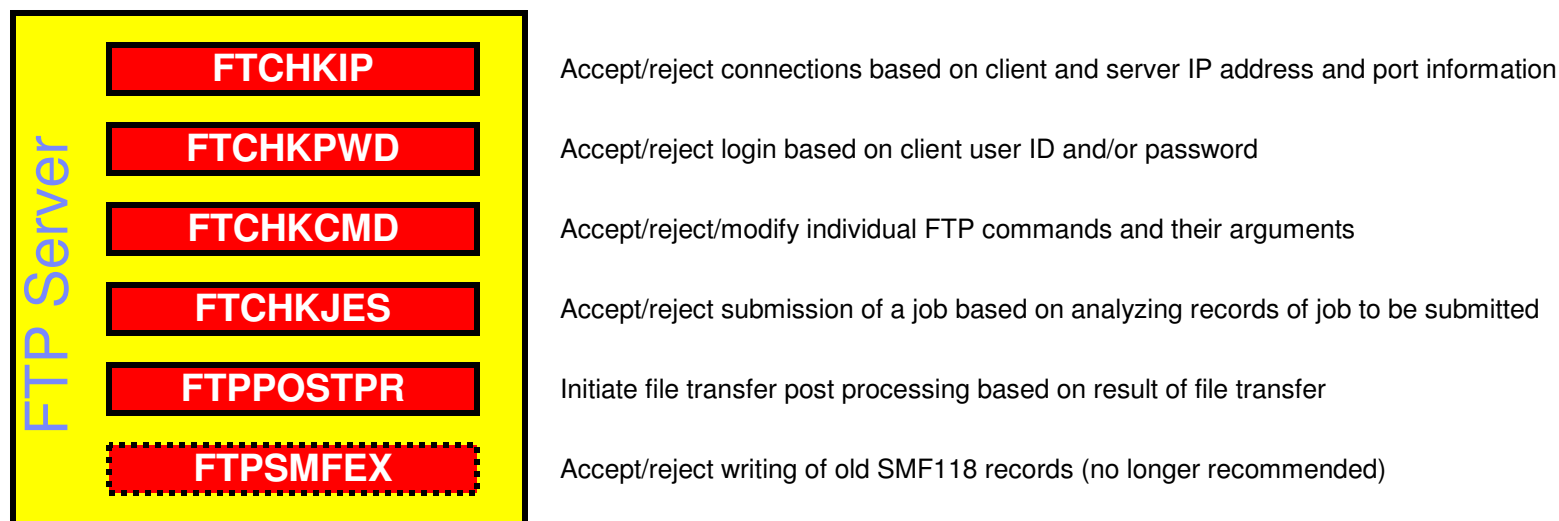 FTP Server
FTCHKIP
Accept/reject connections based on client and server IP address and port information
FTCHKPWD
Accept/reject login based on client user ID and/or password
FTCHKCMD
Accept/reject/modify individual FTP commands and their arguments
FTCHKJES
Accept/reject submission of a job based on analyzing records of job to be submitted
FTPPOSTPR
Initiate file transfer post processing based on result of file transfer
FTPSMFEX
Accept/reject writing of old SMF118 records (no longer recommended)